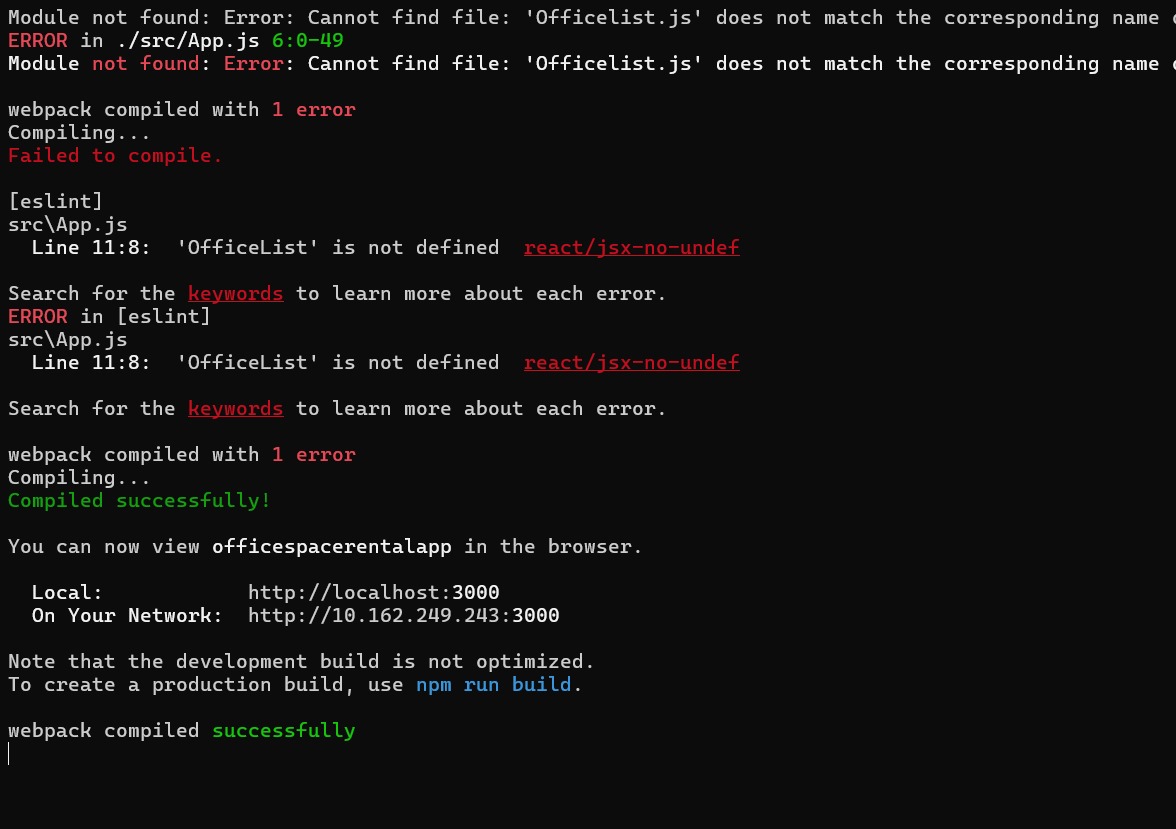 Module not found: Error: Cannot find file: 'Officelist.js' does not match the corresponding name
ERROR in ./src/App.js 6:0-49
Module not found: Error: Cannot find file: 'Officelist.js' does not match the corresponding name
webpack compiled with 1 error
Compiling...
Failed to compile.
[eslint]
src\App.js
Line 11:8: 'OfficeList' is not defined react/jsx-no-undef
Search for the keywords to learn more about each error.
ERROR in [eslint]
src\App.js
Line 11:8: 'OfficeList' is not defined react/jsx-no-undef
Search for the keywords to learn more about each error.
webpack compiled with 1 error
Compiling...
Compiled successfully!
You can now view officespacerentalapp in the browser.
Local: http://localhost:3000
On Your Network: http://10.162.249.243:3000
Note that the development build is not optimized.
To create a production build, use npm run build.
webpack compiled successfully